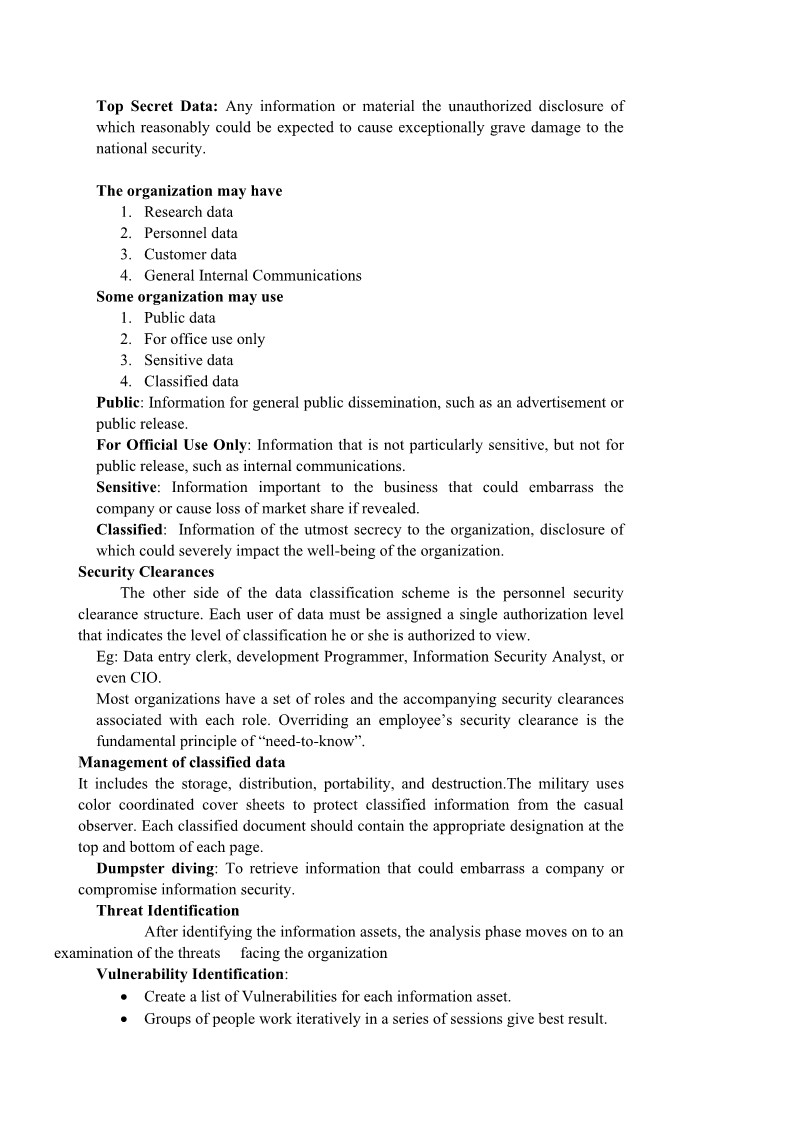 Top Secret Data: Any information or material the unauthorized disclosure of
which reasonably could be expected to cause exceptionally grave damage to the
national security.
The organization may have
1. Research data
2. Personnel data
3. Customer data
4. General Internal Communications
Some organization may use
1. Public data
2. For office use only
3. Sensitive data
4. Classified data
Public: Information for general public dissemination, such as an advertisement or
public release.
For Official Use Only: Information that is not particularly sensitive, but not for
public release, such as internal communications.
Sensitive: Information important to the business that could embarrass the
company or cause loss of market share if revealed.
Classified: Information of the utmost secrecy to the organization, disclosure of
which could severely impact the well-being of the organization.
Security Clearances
The other side of the data classification scheme is the personnel security
clearance structure. Each user of data must be assigned a single authorization level
that indicates the level of classification he or she is authorized to view.
Eg: Data entry clerk, development Programmer, Information Security Analyst, or
even CIO.
Most organizations have a set of roles and the accompanying security clearances
associated with each role. Overriding an employee’s security clearance is the
fundamental principle of “need-to-know”.
Management of classified data
It includes the storage, distribution, portability, and destruction.The military uses
color coordinated cover sheets to protect classified information from the casual
observer. Each classified document should contain the appropriate designation at the
top and bottom of each page.
Dumpster diving: To retrieve information that could embarrass a company or
compromise information security.
Threat Identification
After identifying the information assets, the analysis phase moves on to an
examination of the threats facing the organization
Vulnerability Identification:
• Create a list of Vulnerabilities for each information asset.
• Groups of people work iteratively in a series of sessions give best result.